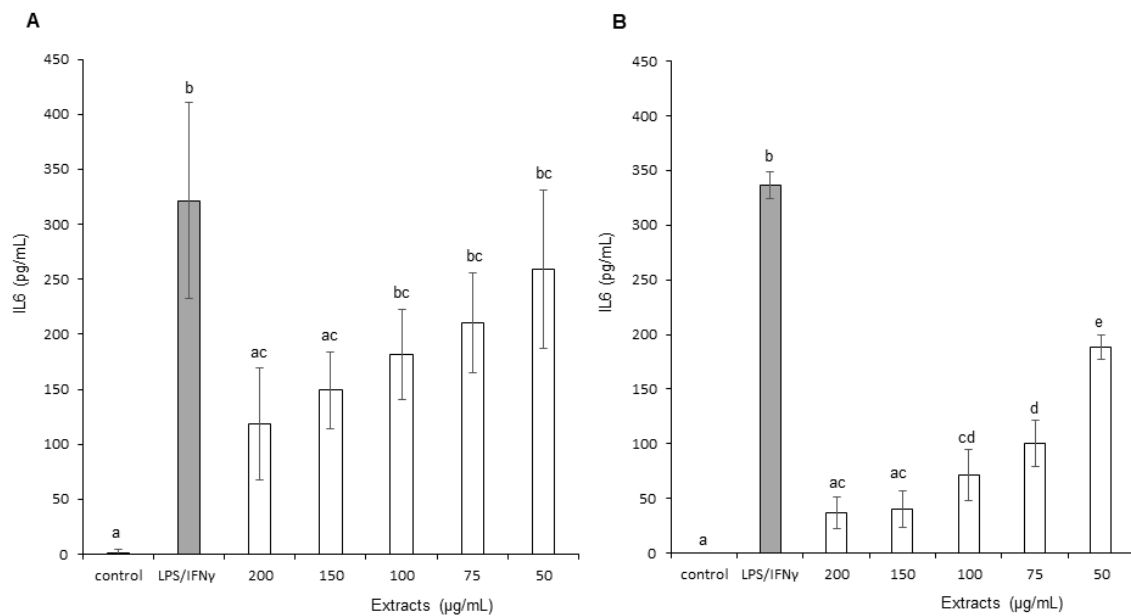 A
450
400
350
300
250
200
150
100
50
0
IL6 (pg/mL)
a
b
ac
ac
bc
bc
bc
control LPS/IFNγ 200 150 100 75 50
Extracts (µg/mL)
B
450
400
350
300
250
200
150
100
50
0
IL6 (pg/mL)
a
b
ac
ac
cd
d
e
control LPS/IFNγ 200 150 100 75 50
Extracts (µg/mL)